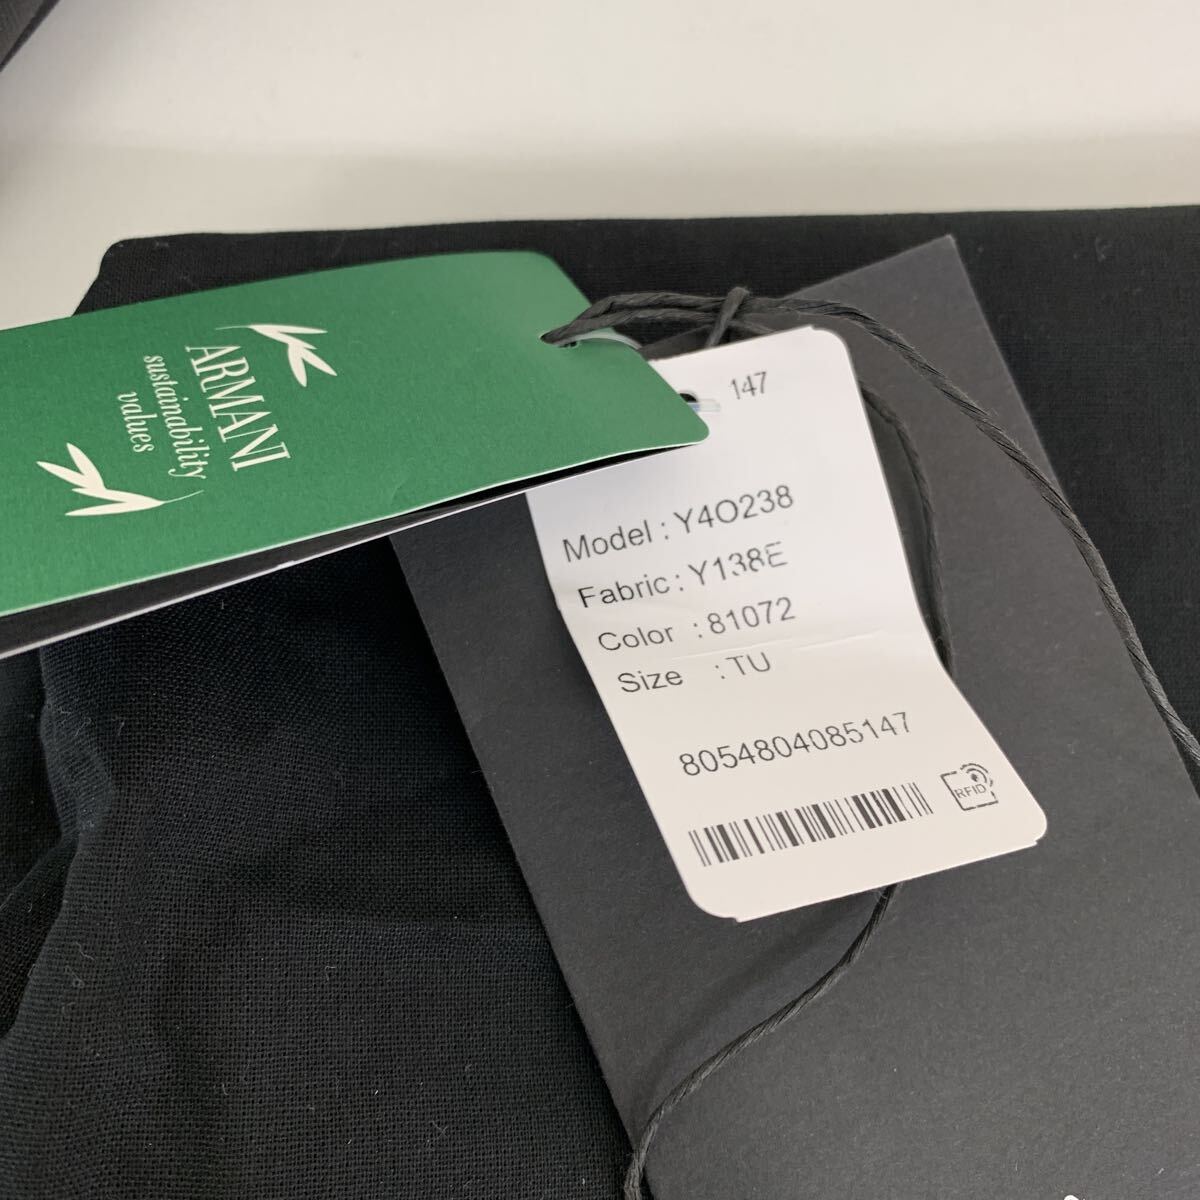 ARMANI
sustainability
values
147
Model : Y4O238
Fabric : Y138E
Color : 81072
Size : TU
8054804085147
RFID